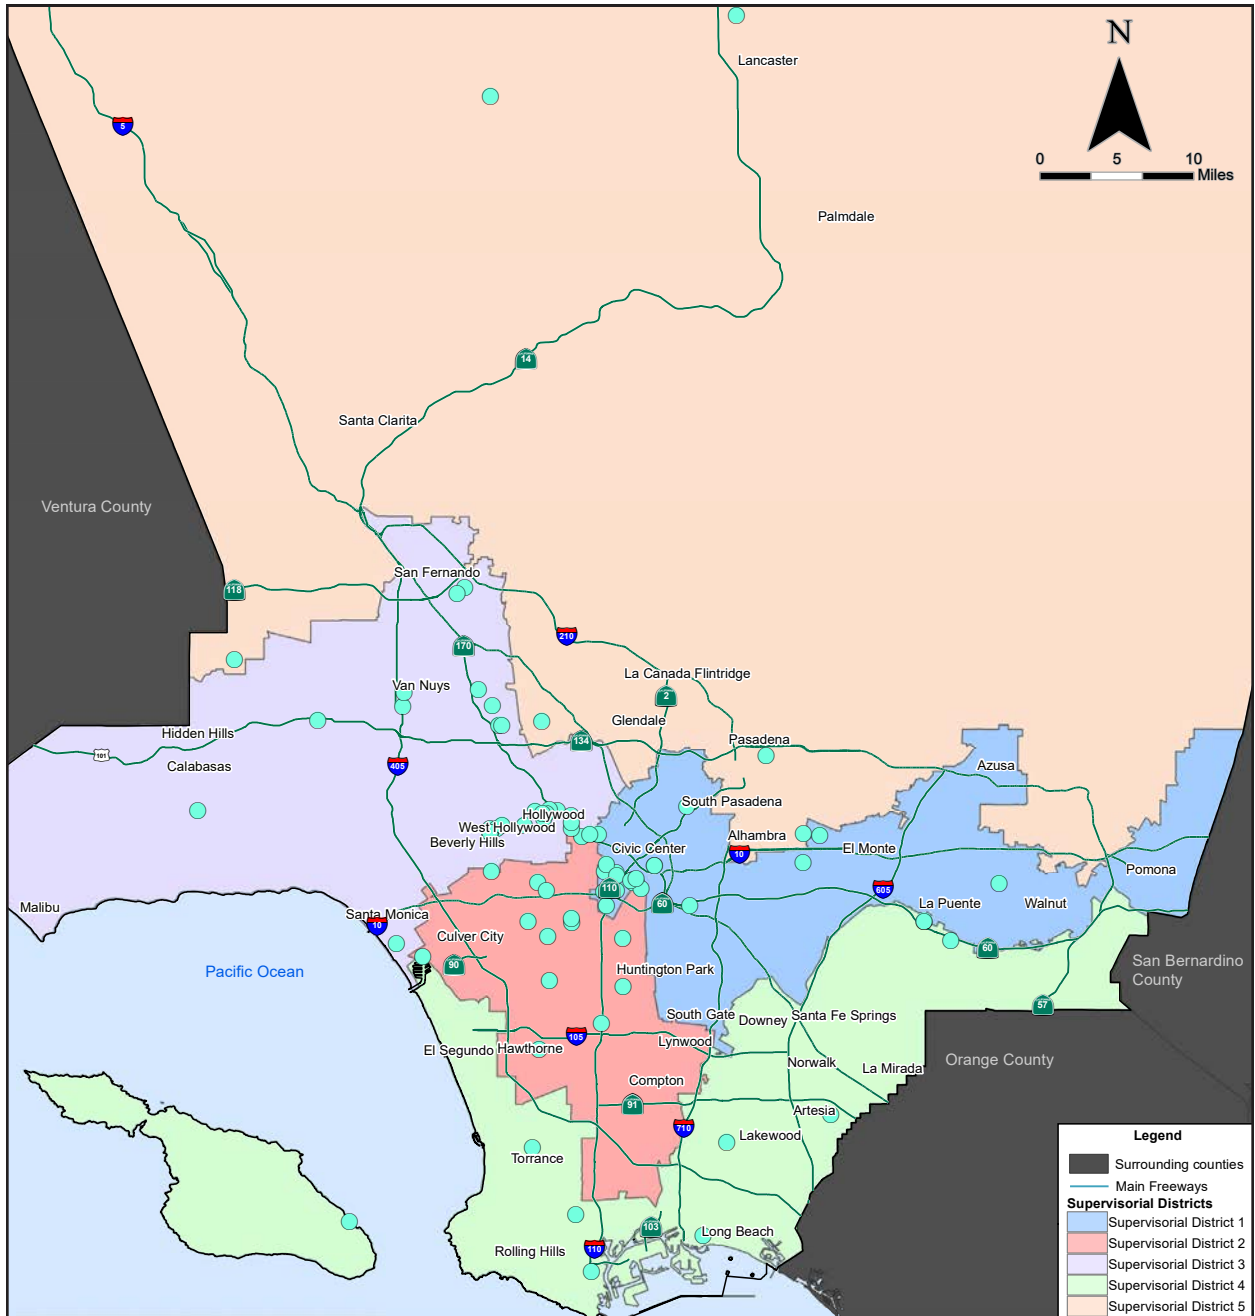 Lancaster
N
5
0 5 10
Miles
Palmdale
14
Santa Clarita
Ventura County
San Fernando
118
210
170
La Canada Flintridge
Van Nuys
2
Glendale
Hidden Hills
134
Pasadena
101
Calabasas
405
Azusa
South Pasadena
Hollywood
West Hollywood
Alhambra
Beverly Hills
Civic Center
10
El Monte
Pomona
110
605
60
La Puente
Walnut
Malibu
Santa Monica
10
Culver City
60
90
Pacific Ocean
Huntington Park
San Bernardino
County
57
South Gate
Downey
Santa Fe Springs
105
Lynwood
El Segundo
Hawthorne
Norwalk
La Mirada
Orange County
Compton
91
Artesia
710
Lakewood
Torrance
103
Long Beach
Rolling Hills
110
Legend
Surrounding counties
Main Freeways
Supervisorial Districts
Supervisorial District 1
Supervisorial District 2
Supervisorial District 3
Supervisorial District 4
Supervisorial District 5